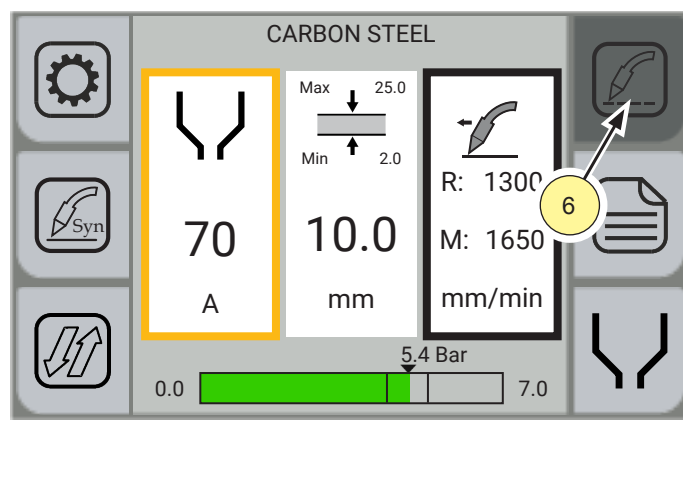 CARBON STEEL
Max 25.0
Min 2.0
70
A
10.0
mm
R: 1300
M: 1650
mm/min
6
Syn
5.4 Bar
0.0
7.0